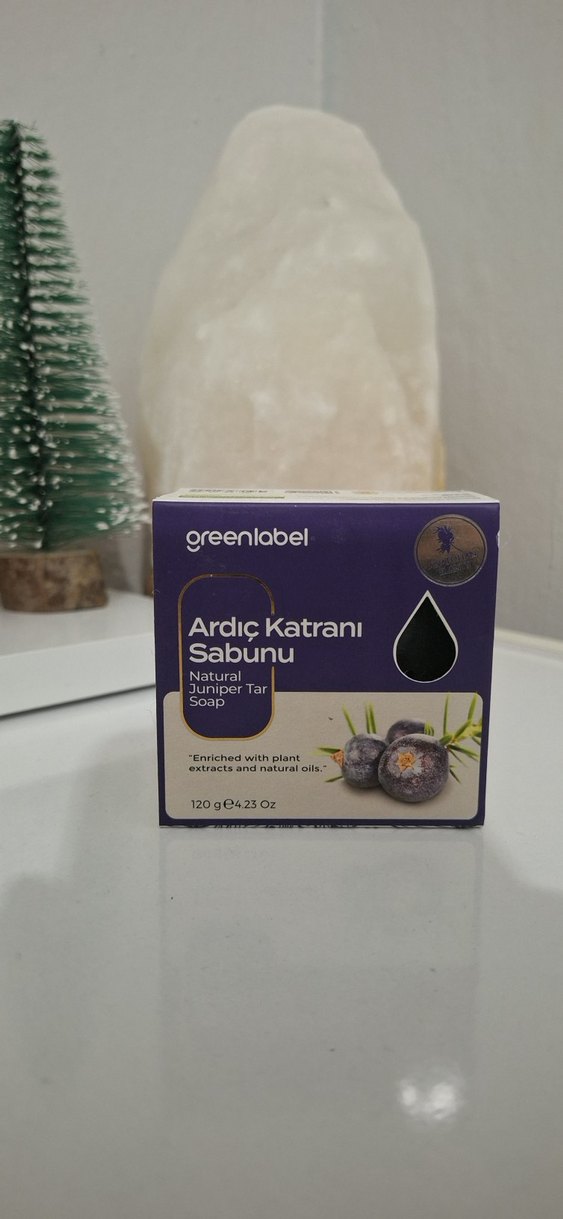 greenlabel
Ardıç Katranı
Sabunu
Natural
Juniper Tar
Soap
"Enriched with plant
extracts and natural oils."
120 g℮4.23 Oz